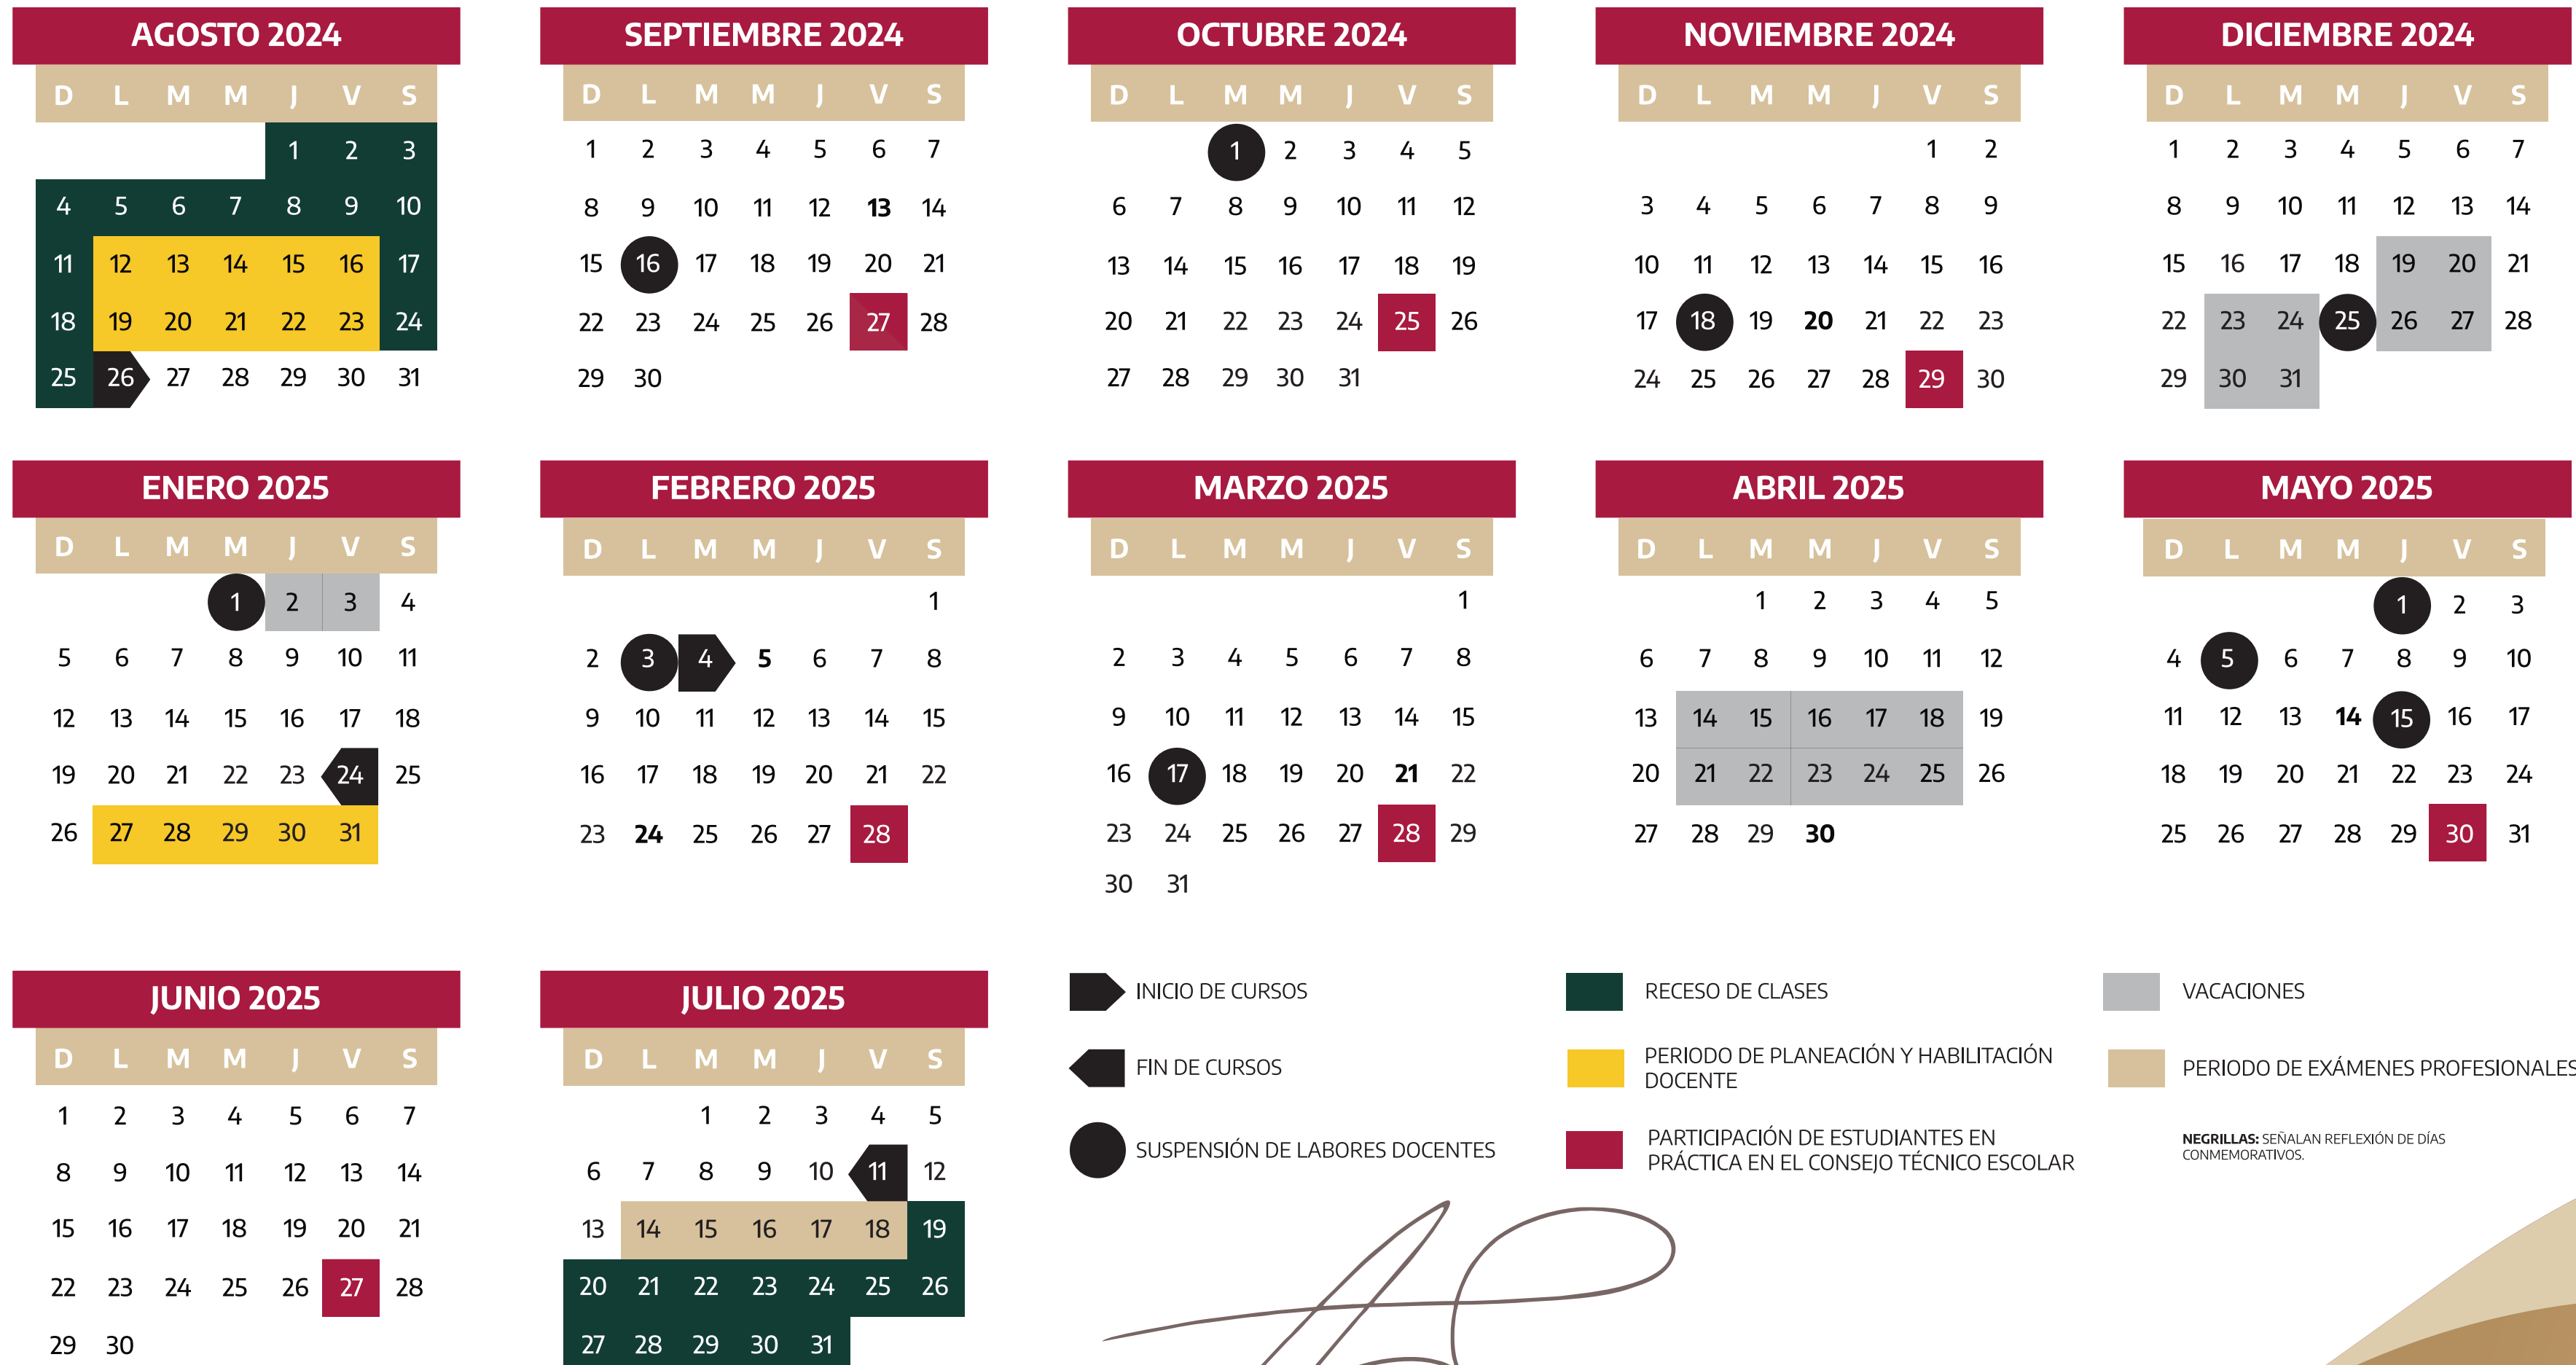 AGOSTO 2024
D L M M J V S
1 2 3
4 5 6 7 8 9 10
11 12 13 14 15 16 17
18 19 20 21 22 23 24
25 26 27 28 29 30 31
SEPTIEMBRE 2024
D L M M J V S
1 2 3 4 5 6 7
8 9 10 11 12 13 14
15 16 17 18 19 20 21
22 23 24 25 26 27 28
29 30
OCTUBRE 2024
D L M M J V S
1 2 3 4 5
6 7 8 9 10 11 12
13 14 15 16 17 18 19
20 21 22 23 24 25 26
27 28 29 30 31
NOVIEMBRE 2024
D L M M J V S
1 2
3 4 5 6 7 8 9
10 11 12 13 14 15 16
17 18 19 20 21 22 23
24 25 26 27 28 29 30
DICIEMBRE 2024
D L M M J V S
1 2 3 4 5 6 7
8 9 10 11 12 13 14
15 16 17 18 19 20 21
22 23 24 25 26 27 28
29 30 31
ENERO 2025
D L M M J V S
1 2 3 4
5 6 7 8 9 10 11
12 13 14 15 16 17 18
19 20 21 22 23 24 25
26 27 28 29 30 31
FEBRERO 2025
D L M M J V S
1
2 3 4 5 6 7 8
9 10 11 12 13 14 15
16 17 18 19 20 21 22
23 24 25 26 27 28
MARZO 2025
D L M M J V S
1
2 3 4 5 6 7 8
9 10 11 12 13 14 15
16 17 18 19 20 21 22
23 24 25 26 27 28 29
30 31
ABRIL 2025
D L M M J V S
1 2 3 4 5
6 7 8 9 10 11 12
13 14 15 16 17 18 19
20 21 22 23 24 25 26
27 28 29 30
MAYO 2025
D L M M J V S
1 2 3
4 5 6 7 8 9 10
11 12 13 14 15 16 17
18 19 20 21 22 23 24
25 26 27 28 29 30 31
JUNIO 2025
D L M M J V S
1 2 3 4 5 6 7
8 9 10 11 12 13 14
15 16 17 18 19 20 21
22 23 24 25 26 27 28
29 30
JULIO 2025
D L M M J V S
1 2 3 4 5
6 7 8 9 10 11 12
13 14 15 16 17 18 19
20 21 22 23 24 25 26
27 28 29 30 31
INICIO DE CURSOS
FIN DE CURSOS
SUSPENSIÓN DE LABORES DOCENTES
RECESO DE CLASES
PERIODO DE PLANEACIÓN Y HABILITACIÓN
DOCENTE
PARTICIPACIÓN DE ESTUDIANTES EN
PRÁCTICA EN EL CONSEJO TÉCNICO ESCOLAR
VACACIONES
PERIODO DE EXÁMENES PROFESIONALES
NEGRILLAS: SEÑALAN REFLEXIÓN DE DÍAS
CONMEMORATIVOS.